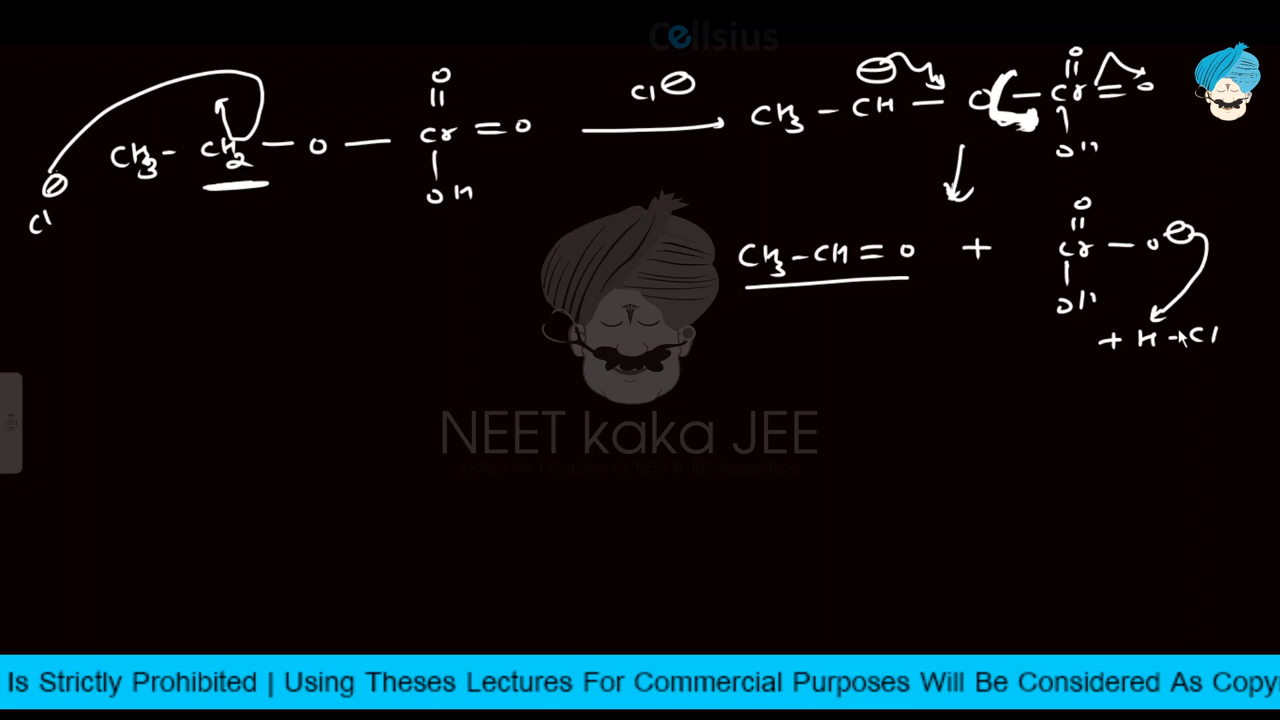 Cellsius
O O
|| Cl⊖ ⊖ ||
CH3 - CH2 — O — Cr = O ⟶ CH3 - CH — O — Cr = O
⊖ | |
Cl OH OH
↓
O
||
CH3 - CH = O + Cr — O⊖
|
OH
+ H - Cl
NEET kaka JEE
Is Strictly Prohibited | Using Theses Lectures For Commercial Purposes Will Be Considered As Copy